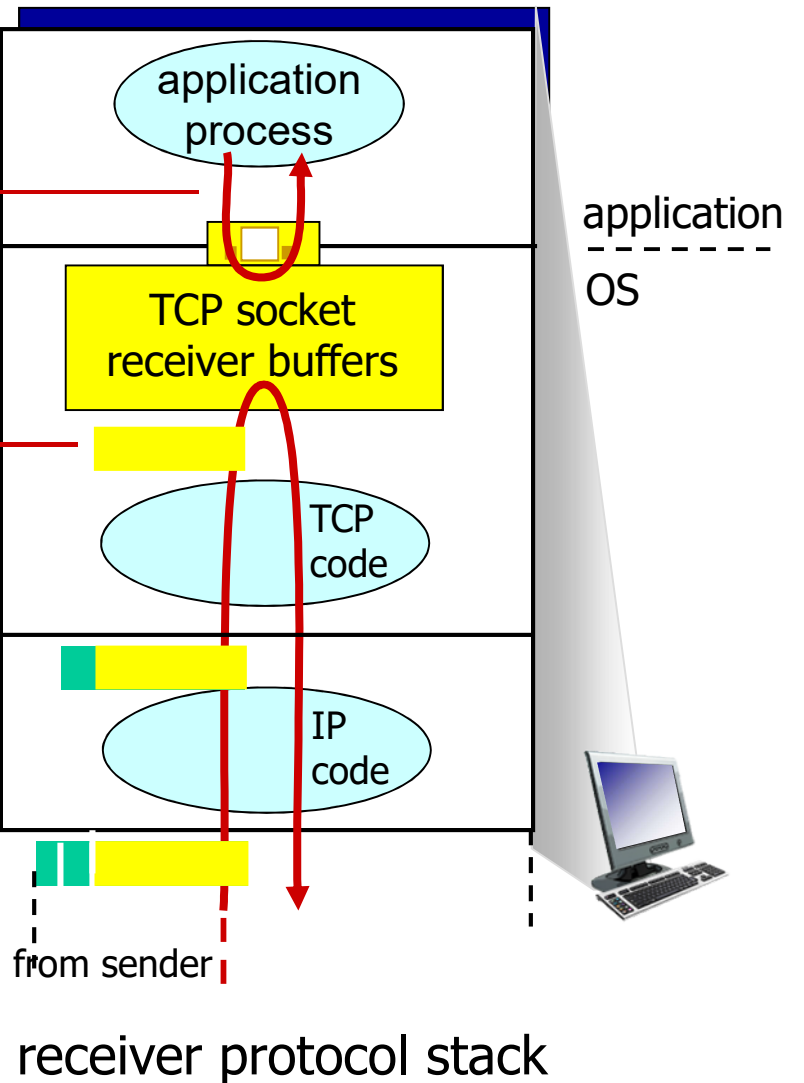 application
process
application
OS
TCP socket
receiver buffers
TCP
code
IP
code
from sender
receiver protocol stack